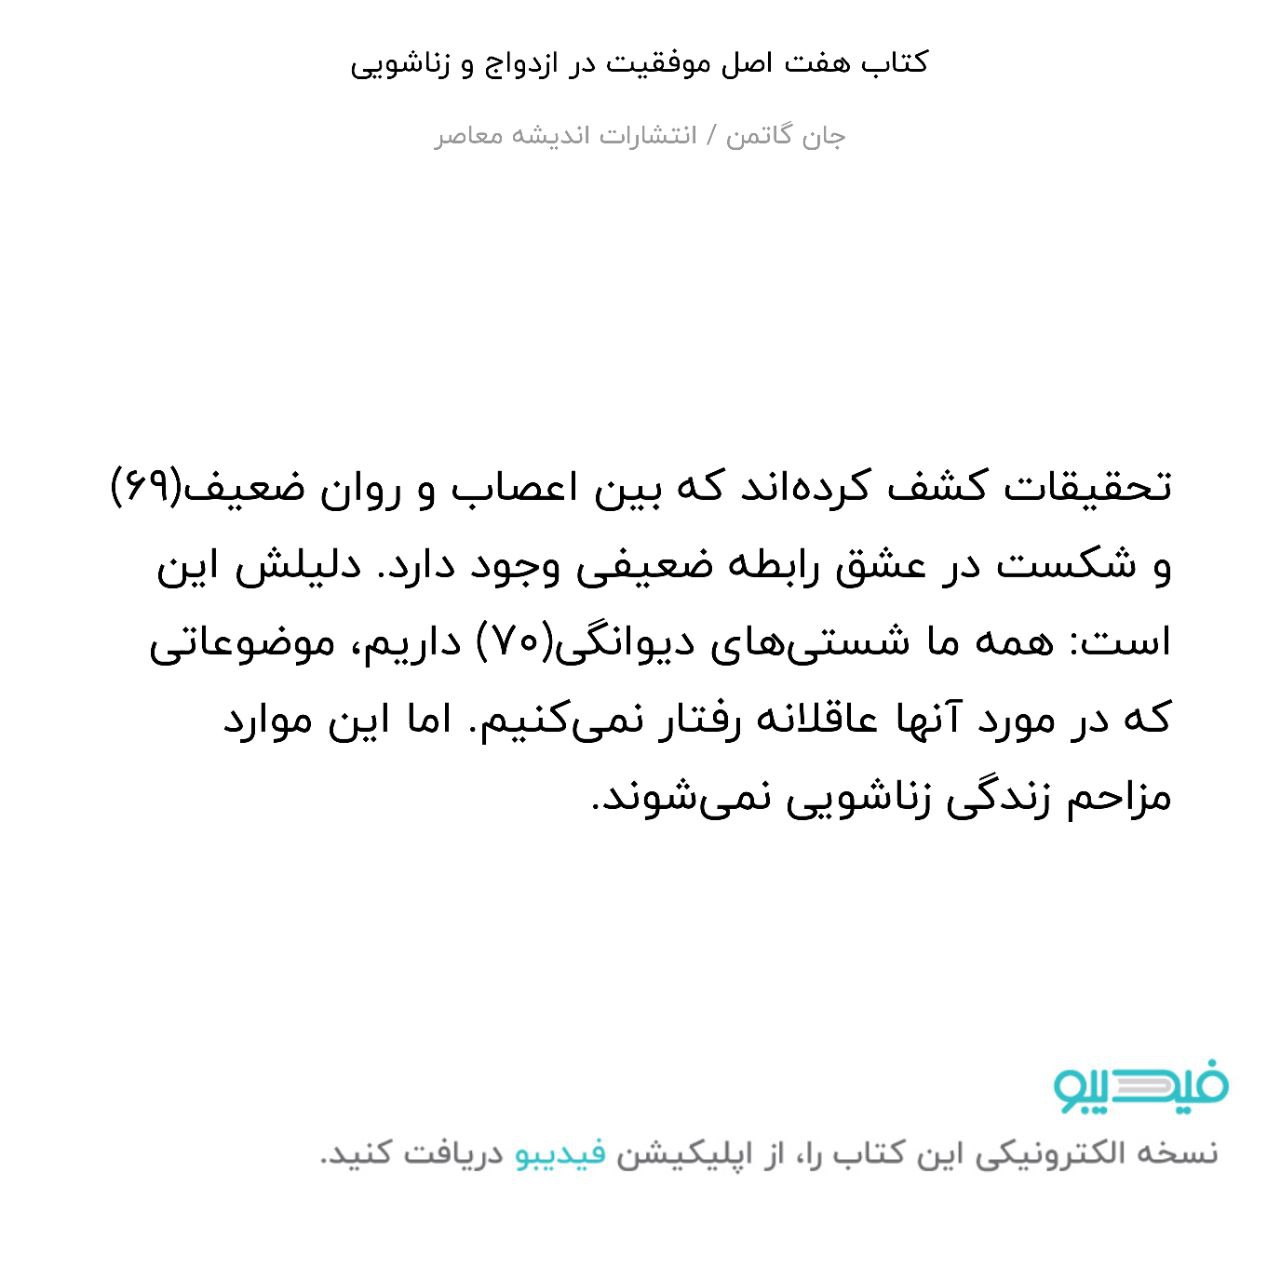 کتاب هفت اصل موفقیت در ازدواج و زناشویی
جان گاتمن / انتشارات اندیشه معاصر
تحقیقات کشف کرده‌اند که بین اعصاب و روان ضعیف(۶۹)
و شکست در عشق رابطه ضعیفی وجود دارد. دلیلش این
است: همه ما شستی‌های دیوانگی(۷۰) داریم، موضوعاتی
که در مورد آنها عاقلانه رفتار نمی‌کنیم. اما این موارد
مزاحم زندگی زناشویی نمی‌شوند.
فیدیبو
نسخه الکترونیکی این کتاب را، از اپلیکیشن فیدیبو دریافت کنید.